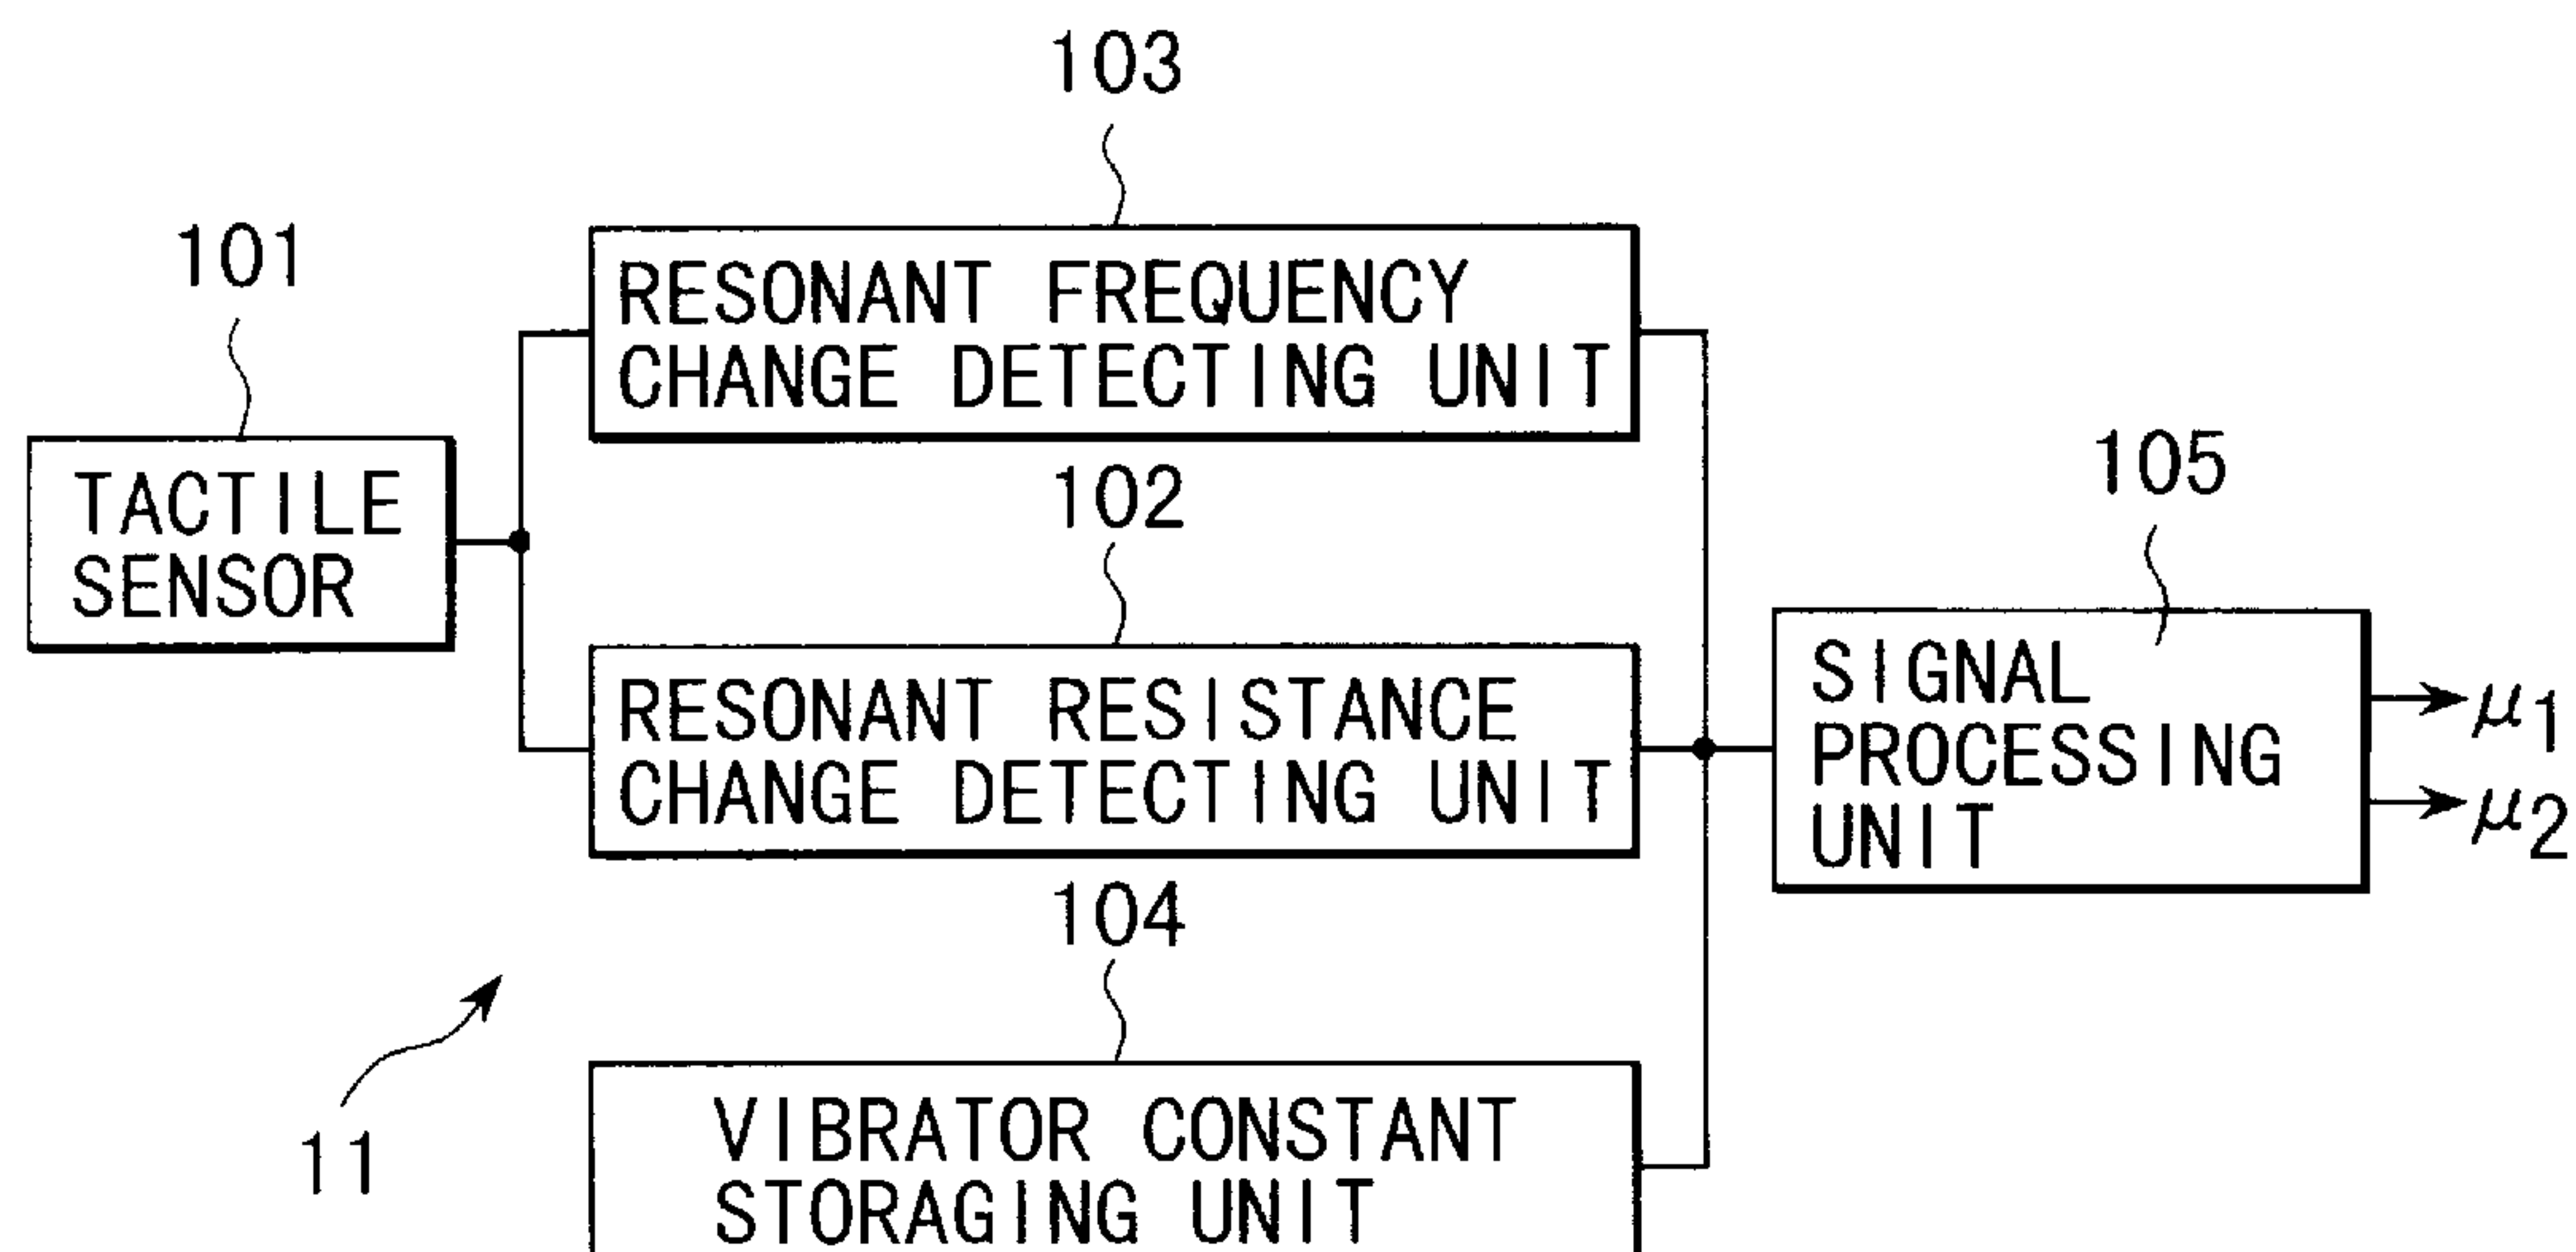 103
101
RESONANT FREQUENCY
CHANGE DETECTING UNIT
TACTILE
SENSOR
102
105
RESONANT RESISTANCE
CHANGE DETECTING UNIT
SIGNAL
PROCESSING
UNIT
μ1
μ2
104
11
VIBRATOR CONSTANT
STORAGING UNIT